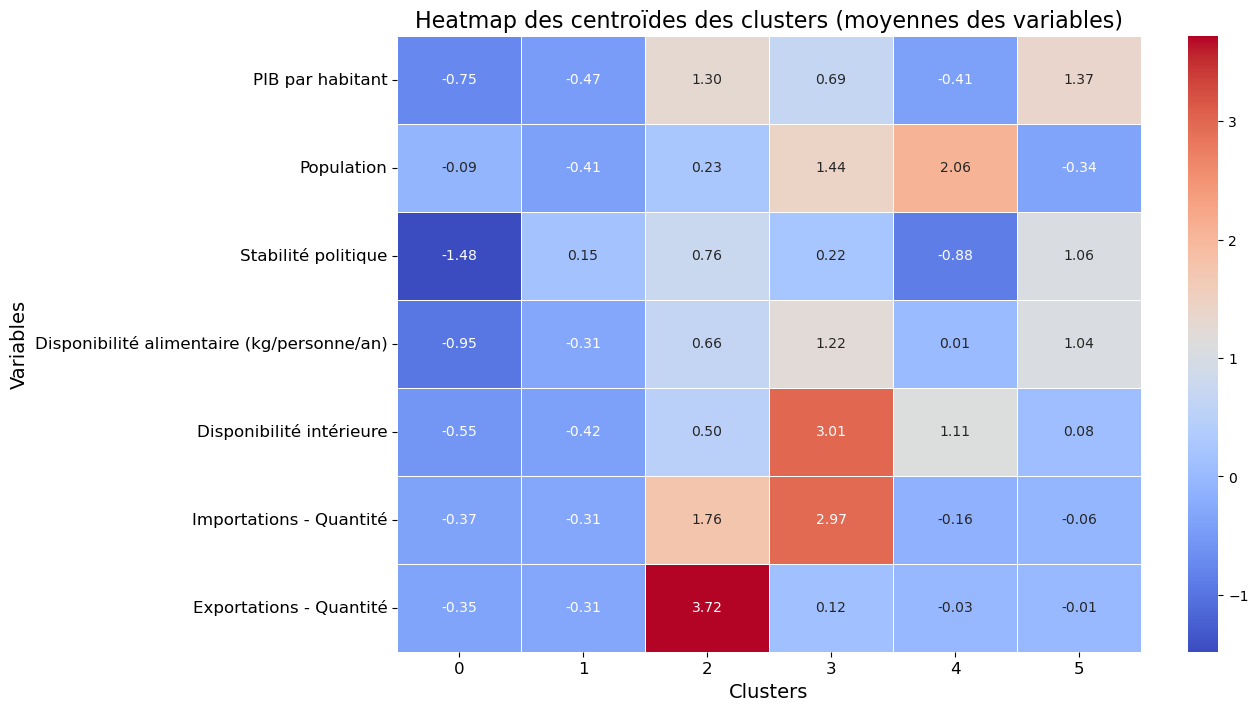 Heatmap des centroïdes des clusters (moyennes des variables)
Variables
PIB par habitant -0.75 -0.47 1.30 0.69 -0.41 1.37
Population -0.09 -0.41 0.23 1.44 2.06 -0.34
Stabilité politique -1.48 0.15 0.76 0.22 -0.88 1.06
Disponibilité alimentaire (kg/personne/an) -0.95 -0.31 0.66 1.22 0.01 1.04
Disponibilité intérieure -0.55 -0.42 0.50 3.01 1.11 0.08
Importations - Quantité -0.37 -0.31 1.76 2.97 -0.16 -0.06
Exportations - Quantité -0.35 -0.31 3.72 0.12 -0.03 -0.01
0 1 2 3 4 5
Clusters
3
2
1
0
−1